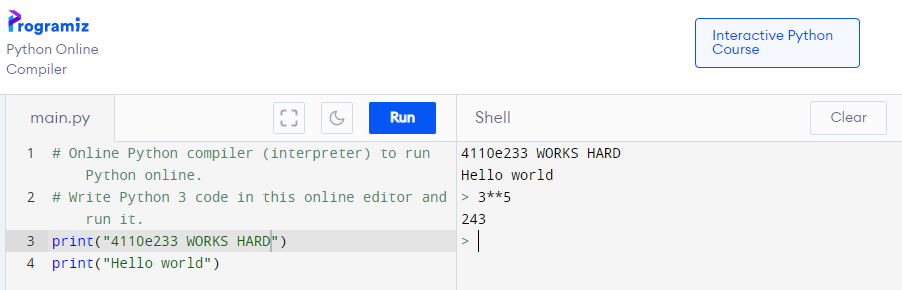 Programiz
Python Online
Compiler
Interactive Python
Course
main.py
Run
Shell
Clear
1 # Online Python compiler (interpreter) to run
Python online.
2 # Write Python 3 code in this online editor and
run it.
3 print("4110e233 WORKS HARD")
4 print("Hello world")
4110e233 WORKS HARD
Hello world
> 3**5
243
>